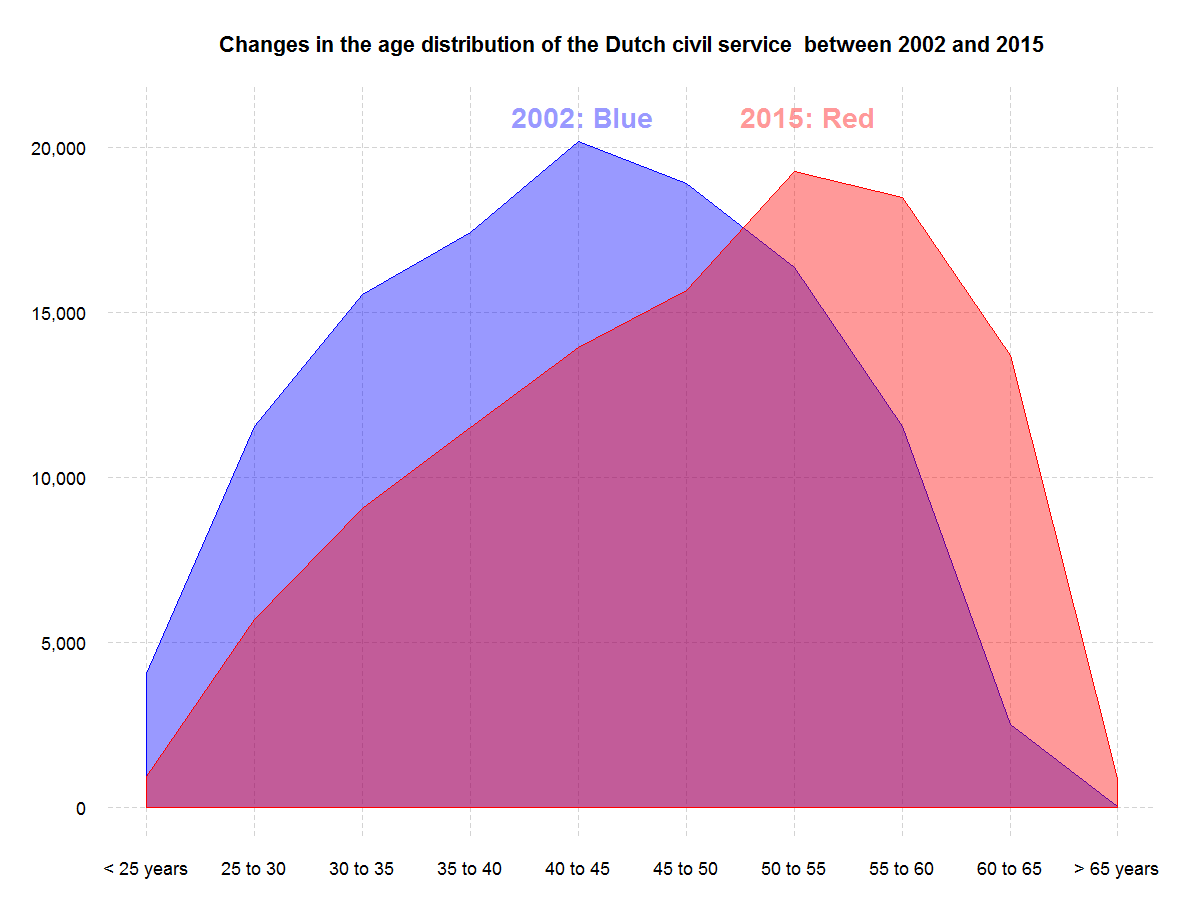 Changes in the age distribution of the Dutch civil service  between 2002 and 2015
2002: Blue 2015: Red
20,000
15,000
10,000
5,000
0
< 25 years 25 to 30 30 to 35 35 to 40 40 to 45 45 to 50 50 to 55 55 to 60 60 to 65 > 65 years